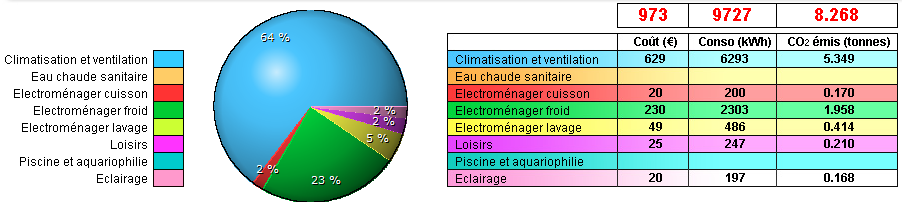 973 9727 8.268
Coût (€) Conso (kWh) CO2 émis (tonnes)
Climatisation et ventilation
Eau chaude sanitaire
Electroménager cuisson
Electroménager froid
Electroménager lavage
Loisirs
Piscine et aquariophilie
Eclairage
64 %
2 %
2 %
5 %
2 %
23 %
Climatisation et ventilation 629 6293 5.349
Eau chaude sanitaire
Electroménager cuisson 20 200 0.170
Electroménager froid 230 2303 1.958
Electroménager lavage 49 486 0.414
Loisirs 25 247 0.210
Piscine et aquariophilie
Eclairage 20 197 0.168